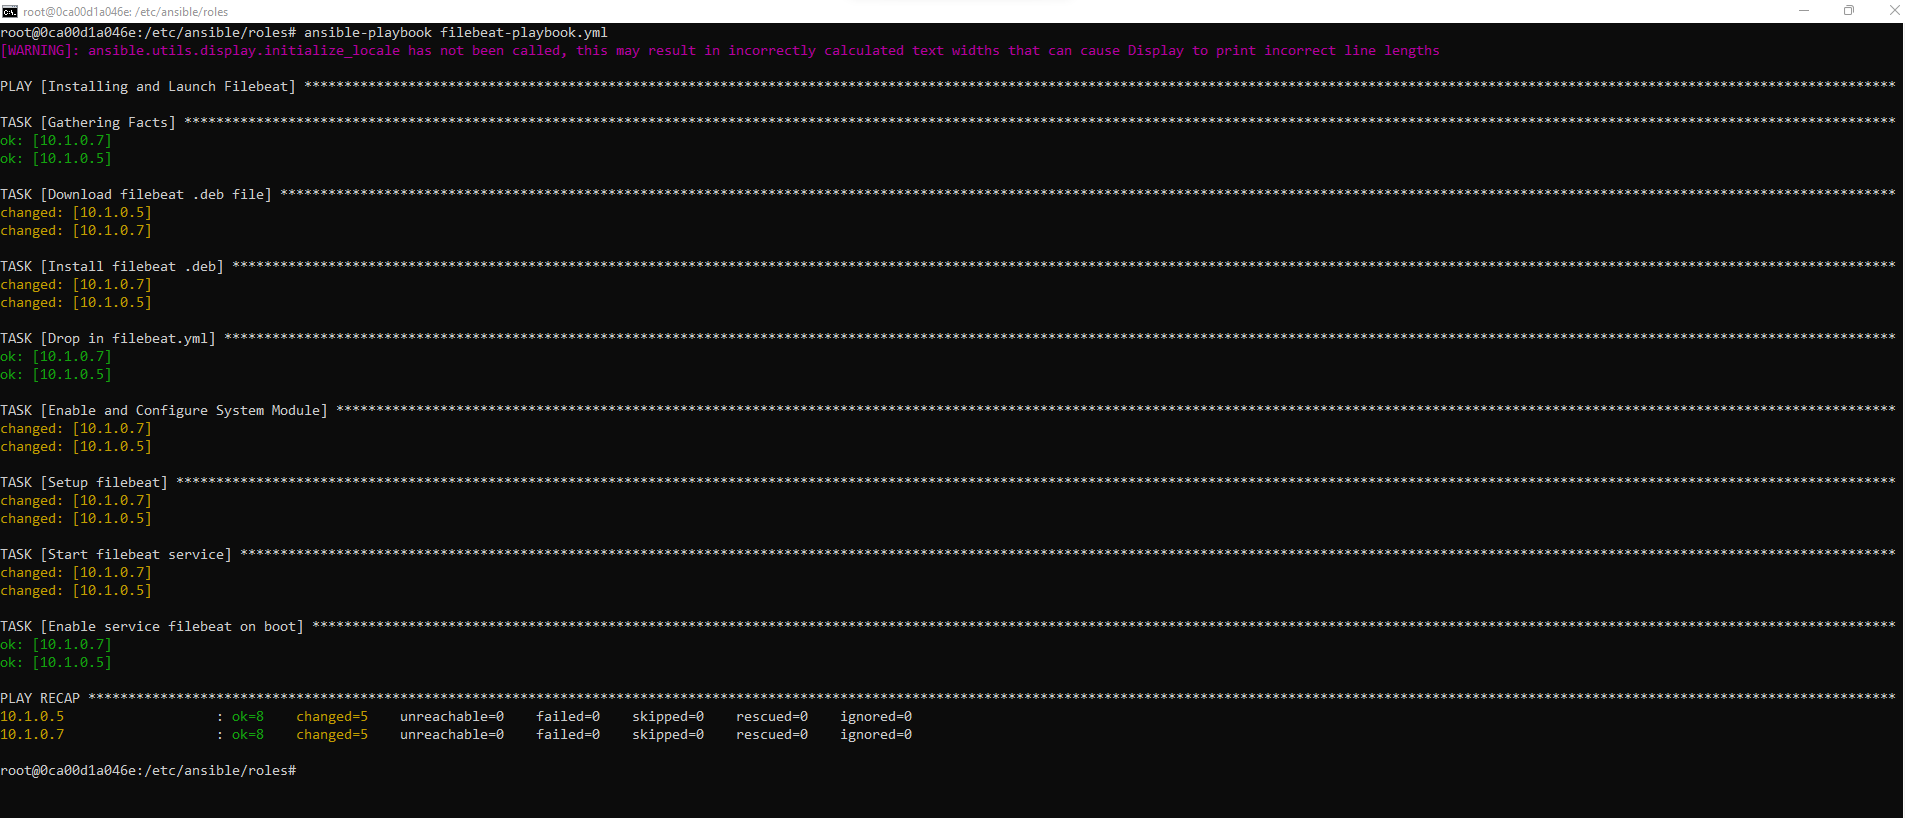 root@0ca00d1a046e: /etc/ansible/roles
root@0ca00d1a046e:/etc/ansible/roles# ansible-playbook filebeat-playbook.yml
[WARNING]: ansible.utils.display.initialize_locale has not been called, this may result in incorrectly calculated text widths that can cause Display to print incorrect line lengths
PLAY [Installing and Launch Filebeat] ***************************************************************************************************************************************************************************************************
TASK [Gathering Facts] ************************************************************************************************************************************************************************************************************************
ok: [10.1.0.7]
ok: [10.1.0.5]
TASK [Download filebeat .deb file] ************************************************************************************************************************************************************************************************************
changed: [10.1.0.5]
changed: [10.1.0.7]
TASK [Install filebeat .deb] ******************************************************************************************************************************************************************************************************************
changed: [10.1.0.7]
changed: [10.1.0.5]
TASK [Drop in filebeat.yml] *******************************************************************************************************************************************************************************************************************
ok: [10.1.0.7]
ok: [10.1.0.5]
TASK [Enable and Configure System Module] *****************************************************************************************************************************************************************************************************
changed: [10.1.0.7]
changed: [10.1.0.5]
TASK [Setup filebeat] *************************************************************************************************************************************************************************************************************************
changed: [10.1.0.7]
changed: [10.1.0.5]
TASK [Start filebeat service] *****************************************************************************************************************************************************************************************************************
changed: [10.1.0.7]
changed: [10.1.0.5]
TASK [Enable service filebeat on boot] ********************************************************************************************************************************************************************************************************
ok: [10.1.0.7]
ok: [10.1.0.5]
PLAY RECAP ************************************************************************************************************************************************************************************************************************************
10.1.0.5 : ok=8 changed=5 unreachable=0 failed=0 skipped=0 rescued=0 ignored=0
10.1.0.7 : ok=8 changed=5 unreachable=0 failed=0 skipped=0 rescued=0 ignored=0
root@0ca00d1a046e:/etc/ansible/roles#